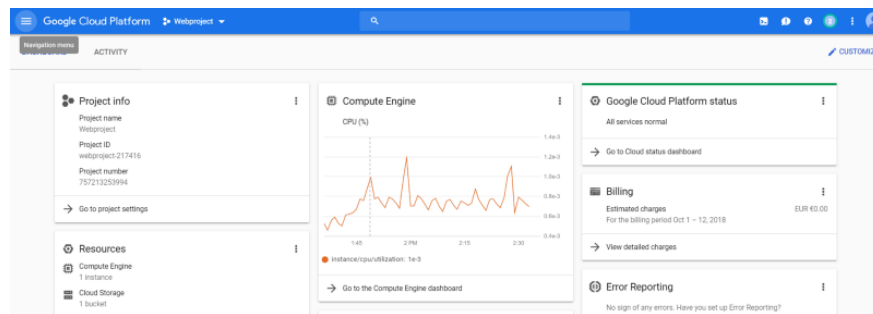 Google Cloud Platform
Webproject
Navigation menu
ACTIVITY
CUSTOMIZ
Project info
Project name
Webproject
Project ID
webproject-217416
Project number
757213253994
Go to project settings
Resources
Compute Engine
1 instance
Cloud Storage
1 bucket
Compute Engine
CPU (%)
1.4e-3
1.2e-3
1.0e-3
0.8e-3
0.6e-3
0.4e-3
1:45
2 PM
2:15
2:30
instance/cpu/utilization: 1e-3
Go to the Compute Engine dashboard
Google Cloud Platform status
All services normal
Go to Cloud status dashboard
Billing
Estimated charges
EUR €0.00
For the billing period Oct 1 – 12, 2018
View detailed charges
Error Reporting
No sign of any errors. Have you set up Error Reporting?